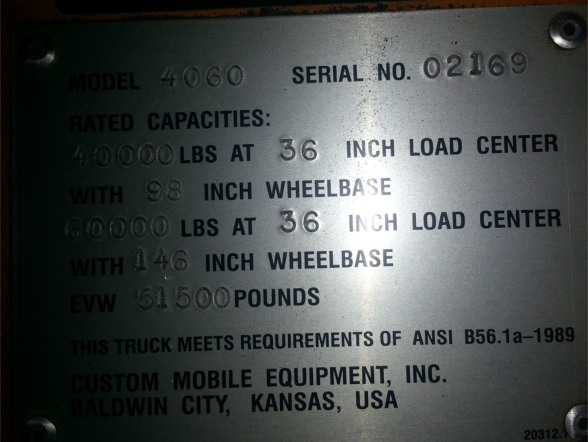 MODEL 4060 SERIAL NO. 02169
RATED CAPACITIES:
40000 LBS AT 36 INCH LOAD CENTER
WITH 98 INCH WHEELBASE
60000 LBS AT 36 INCH LOAD CENTER
WITH 146 INCH WHEELBASE
EVW 51500 POUNDS
THIS TRUCK MEETS REQUIREMENTS OF ANSI B56.1a–1989
CUSTOM MOBILE EQUIPMENT, INC.
BALDWIN CITY, KANSAS, USA